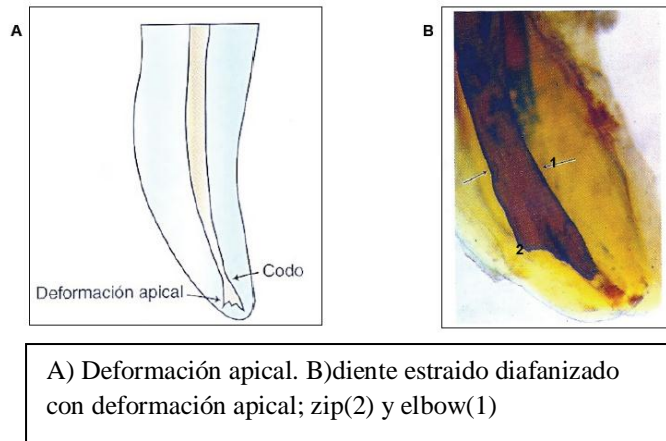 A
B
Codo
Deformación apical
1
2
A) Deformación apical. B)diente estraido diafanizado
con deformación apical; zip(2) y elbow(1)